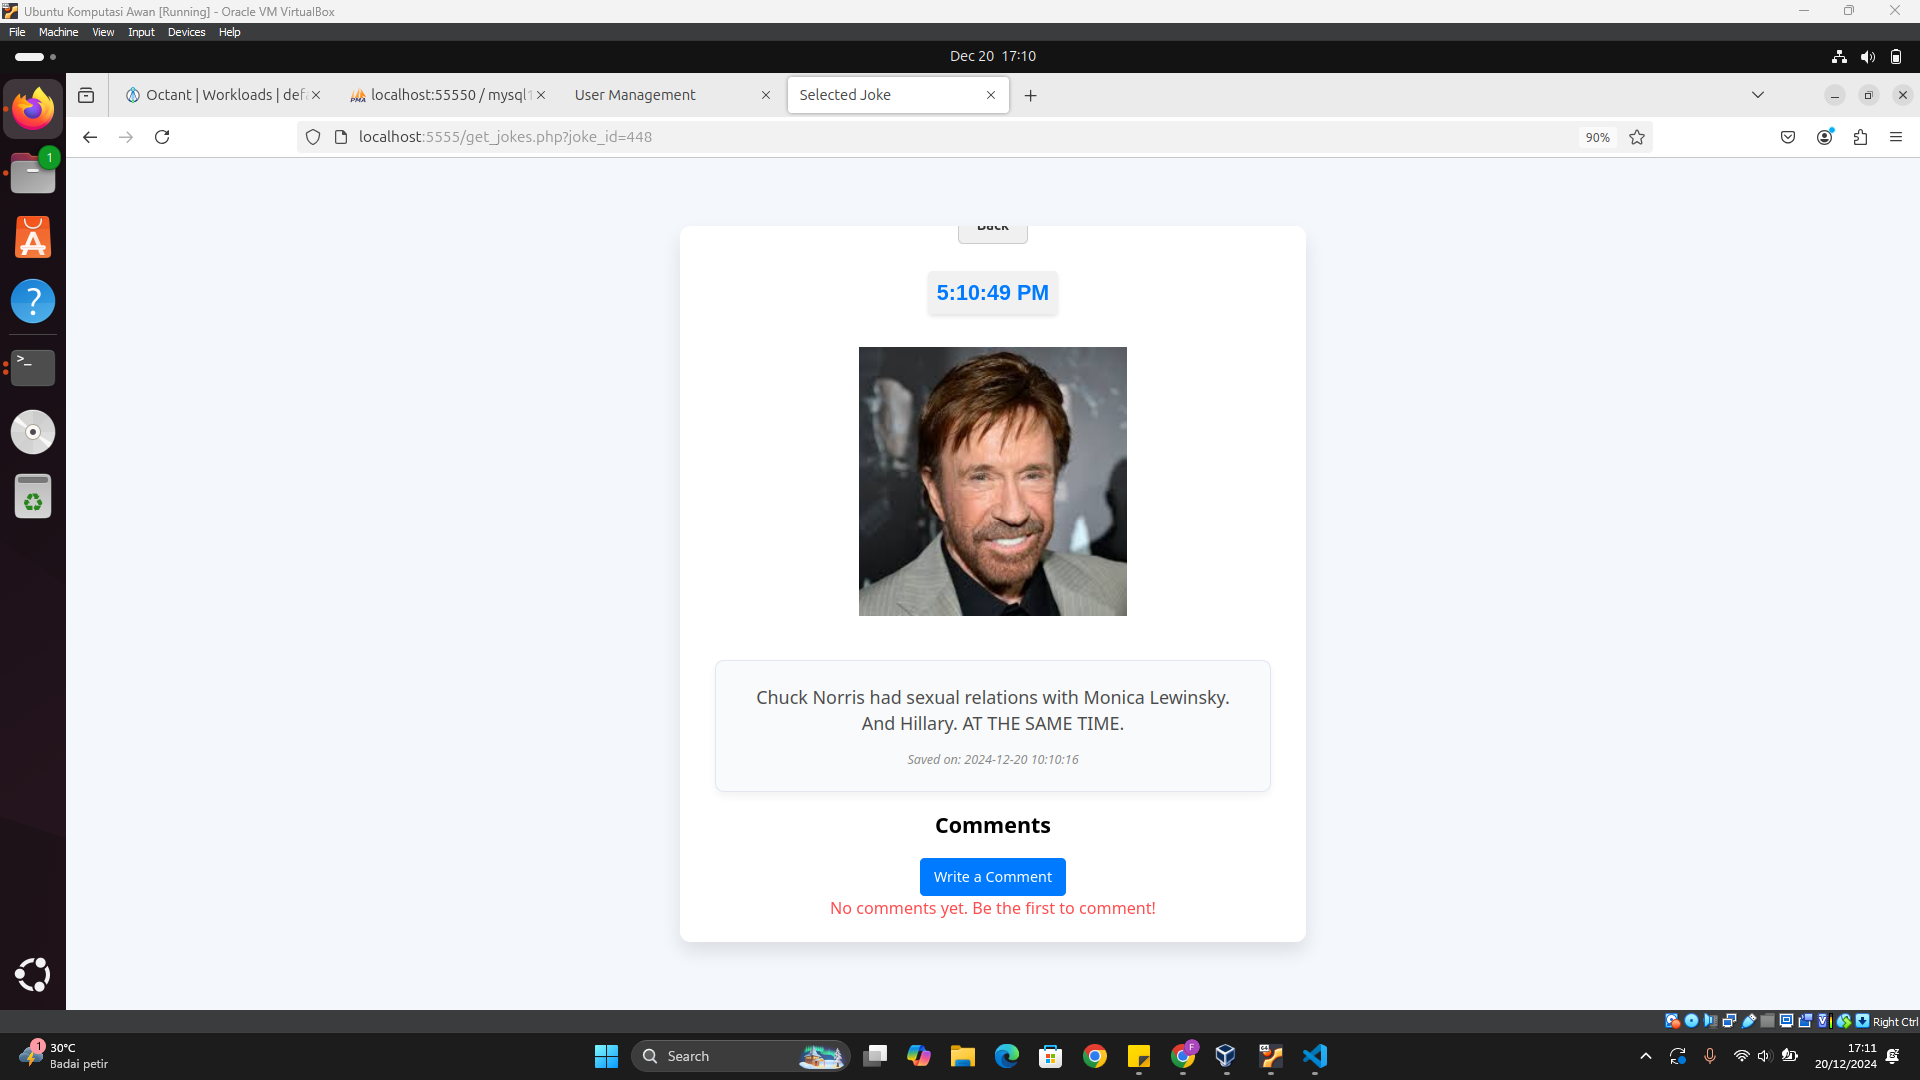 Ubuntu Komputasi Awan [Running] - Oracle VM VirtualBox
File Machine View Input Devices Help
Dec 20 17:10
1
Octant | Workloads | def
localhost:55550 / mysql
User Management
Selected Joke
localhost:5555/get_jokes.php?joke_id=448
90%
Back
5:10:49 PM
Chuck Norris had sexual relations with Monica Lewinsky.
And Hillary. AT THE SAME TIME.
Saved on: 2024-12-20 10:10:16
Comments
Write a Comment
No comments yet. Be the first to comment!
Right Ctrl
1
30°C
Badai petir
Search
F
17:11
20/12/2024